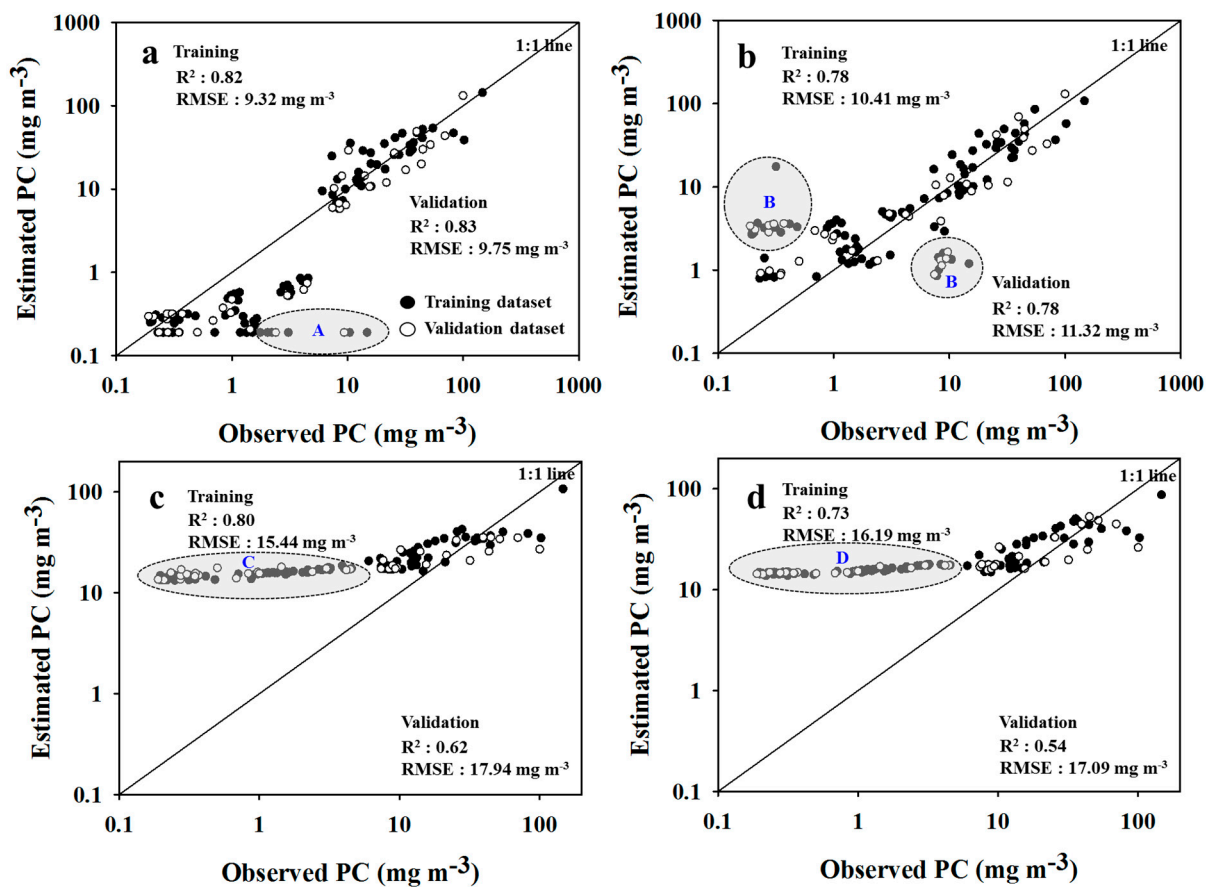 a
Training
R² : 0.82
RMSE : 9.32 mg m⁻³
1:1 line
Validation
R² : 0.83
RMSE : 9.75 mg m⁻³
Training dataset
Validation dataset
A
1000
100
10
1
0.1
0.1 1 10 100 1000
Estimated PC (mg m⁻³)
Observed PC (mg m⁻³)
b
Training
R² : 0.78
RMSE : 10.41 mg m⁻³
1:1 line
B
B
Validation
R² : 0.78
RMSE : 11.32 mg m⁻³
1000
100
10
1
0.1
0.1 1 10 100 1000
Estimated PC (mg m⁻³)
Observed PC (mg m⁻³)
c
Training
R² : 0.80
RMSE : 15.44 mg m⁻³
1:1 line
C
Validation
R² : 0.62
RMSE : 17.94 mg m⁻³
100
10
1
0.1
0.1 1 10 100
Estimated PC (mg m⁻³)
Observed PC (mg m⁻³)
d
Training
R² : 0.73
RMSE : 16.19 mg m⁻³
1:1 line
D
Validation
R² : 0.54
RMSE : 17.09 mg m⁻³
100
10
1
0.1
0.1 1 10 100
Estimated PC (mg m⁻³)
Observed PC (mg m⁻³)